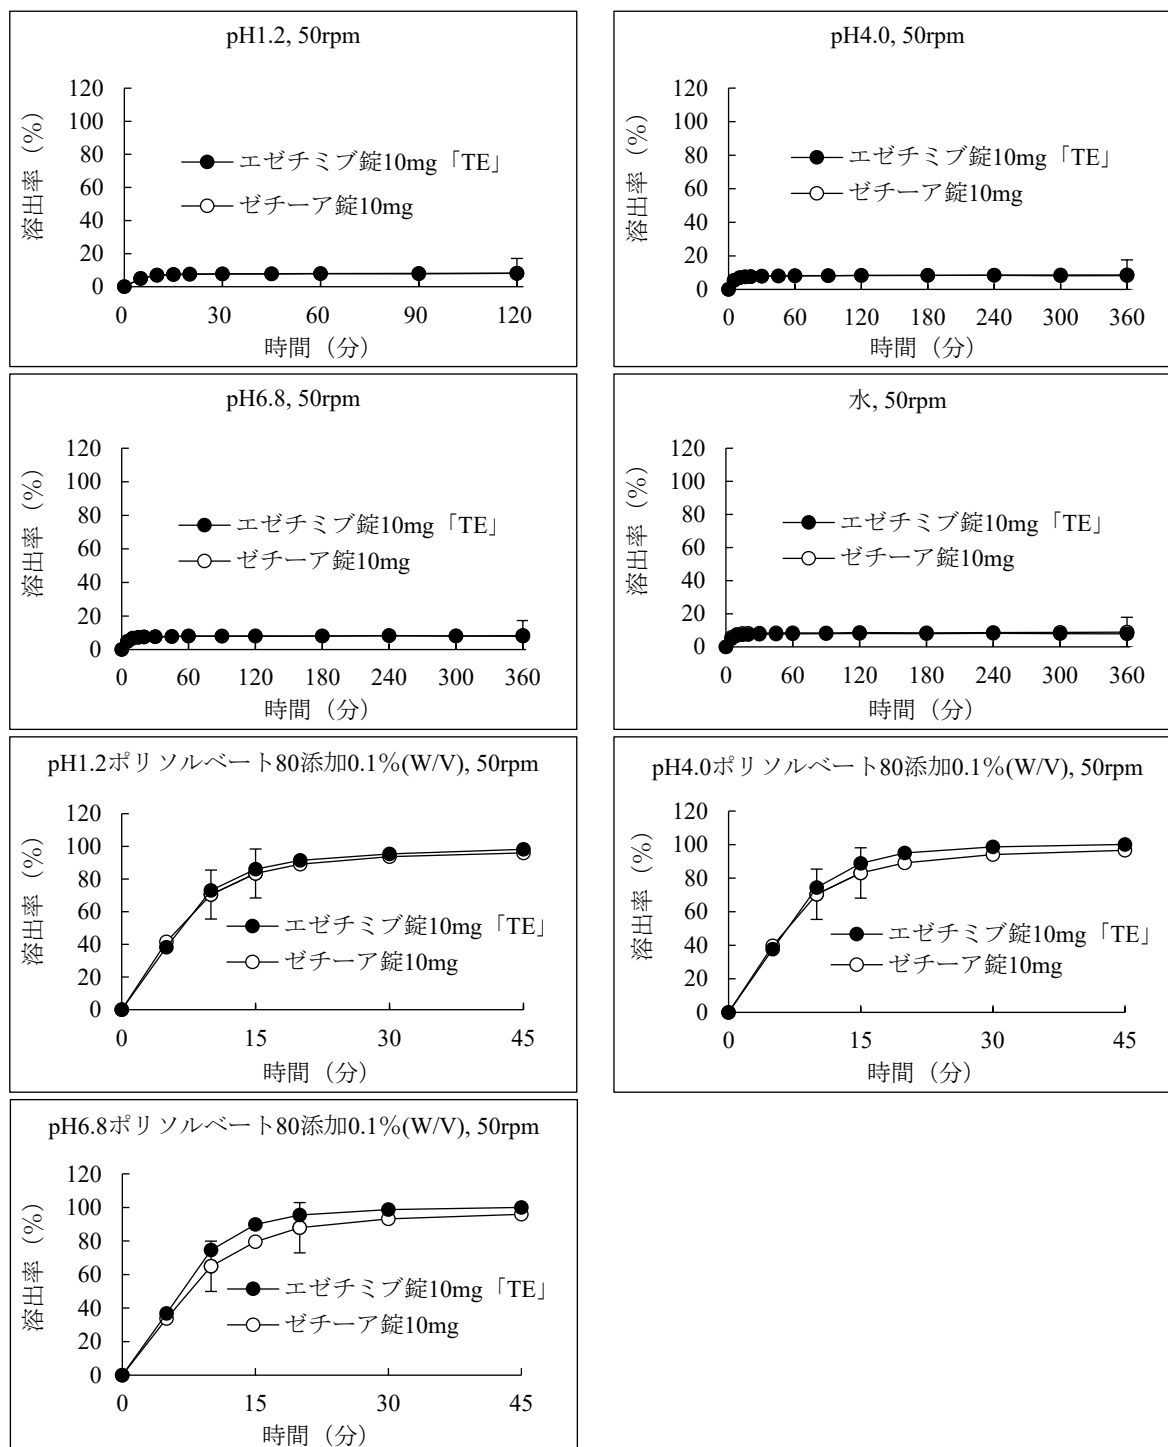 pH1.2, 50rpm
120
100
80
60
40
20
0
溶出率（%）
エゼチミブ錠10mg「TE」
ゼチーア錠10mg
0 30 60 90 120
時間（分）
pH4.0, 50rpm
120
100
80
60
40
20
0
溶出率（%）
エゼチミブ錠10mg「TE」
ゼチーア錠10mg
0 60 120 180 240 300 360
時間（分）
pH6.8, 50rpm
120
100
80
60
40
20
0
溶出率（%）
エゼチミブ錠10mg「TE」
ゼチーア錠10mg
0 60 120 180 240 300 360
時間（分）
水, 50rpm
120
100
80
60
40
20
0
溶出率（%）
エゼチミブ錠10mg「TE」
ゼチーア錠10mg
0 60 120 180 240 300 360
時間（分）
pH1.2ポリソルベート80添加0.1％(W/V), 50rpm
120
100
80
60
40
20
0
溶出率（%）
エゼチミブ錠10mg「TE」
ゼチーア錠10mg
0 15 30 45
時間（分）
pH4.0ポリソルベート80添加0.1％(W/V), 50rpm
120
100
80
60
40
20
0
溶出率（%）
エゼチミブ錠10mg「TE」
ゼチーア錠10mg
0 15 30 45
時間（分）
pH6.8ポリソルベート80添加0.1％(W/V), 50rpm
120
100
80
60
40
20
0
溶出率（%）
エゼチミブ錠10mg「TE」
ゼチーア錠10mg
0 15 30 45
時間（分）